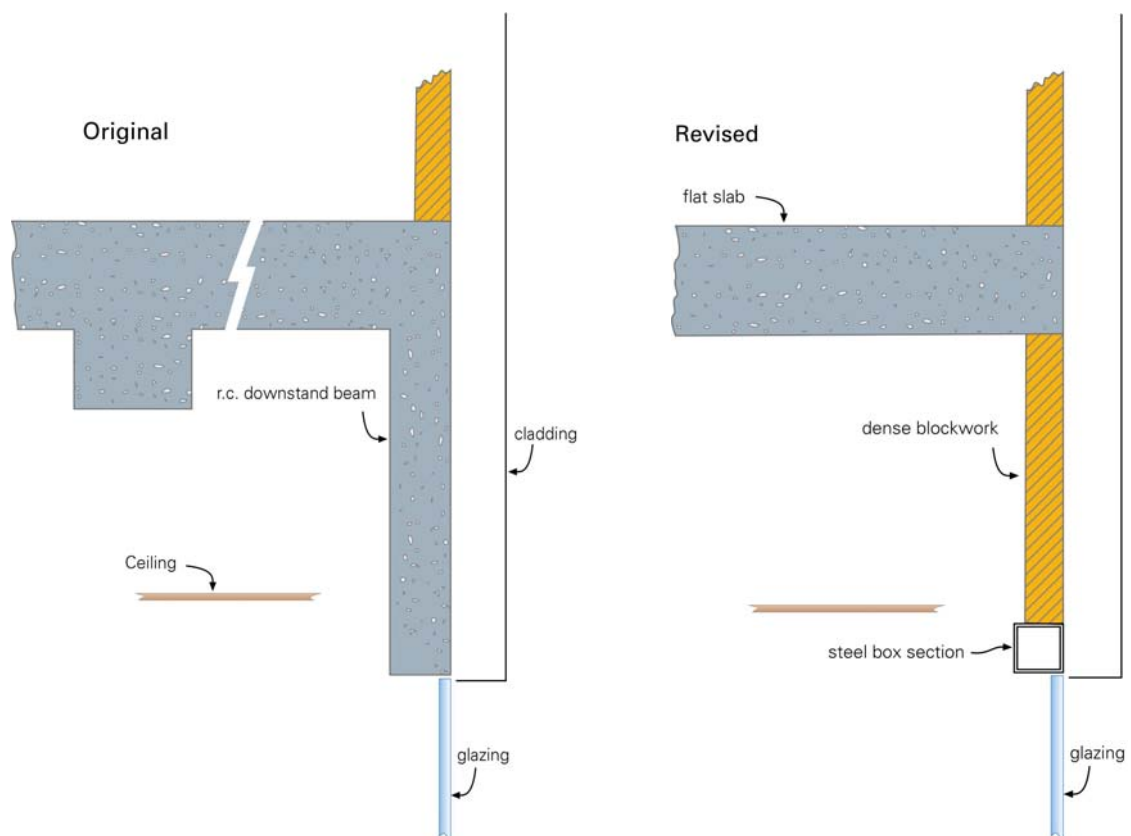 Original
r.c. downstand beam
cladding
Ceiling
glazing
Revised
flat slab
dense blockwork
steel box section
glazing